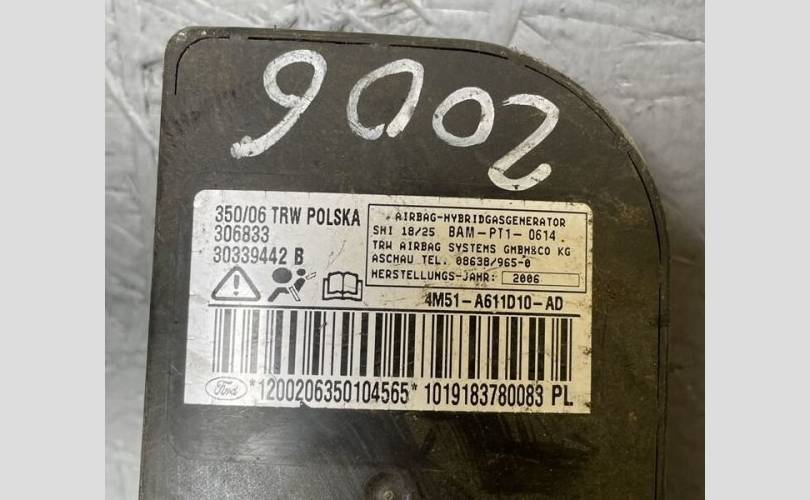 2006
350/06 TRW POLSKA
306833
30339442 B
AIRBAG-HYBRIDGASGENERATOR
SHI 18/25 BAM-PT1-0614
TRW AIRBAG SYSTEMS GMBH&CO KG
ASCHAU TEL. 08638/965-0
HERSTELLUNGS-JAHR: 2006
4M51-A611D10-AD
Ford *1200206350104565* 1019183780083 PL